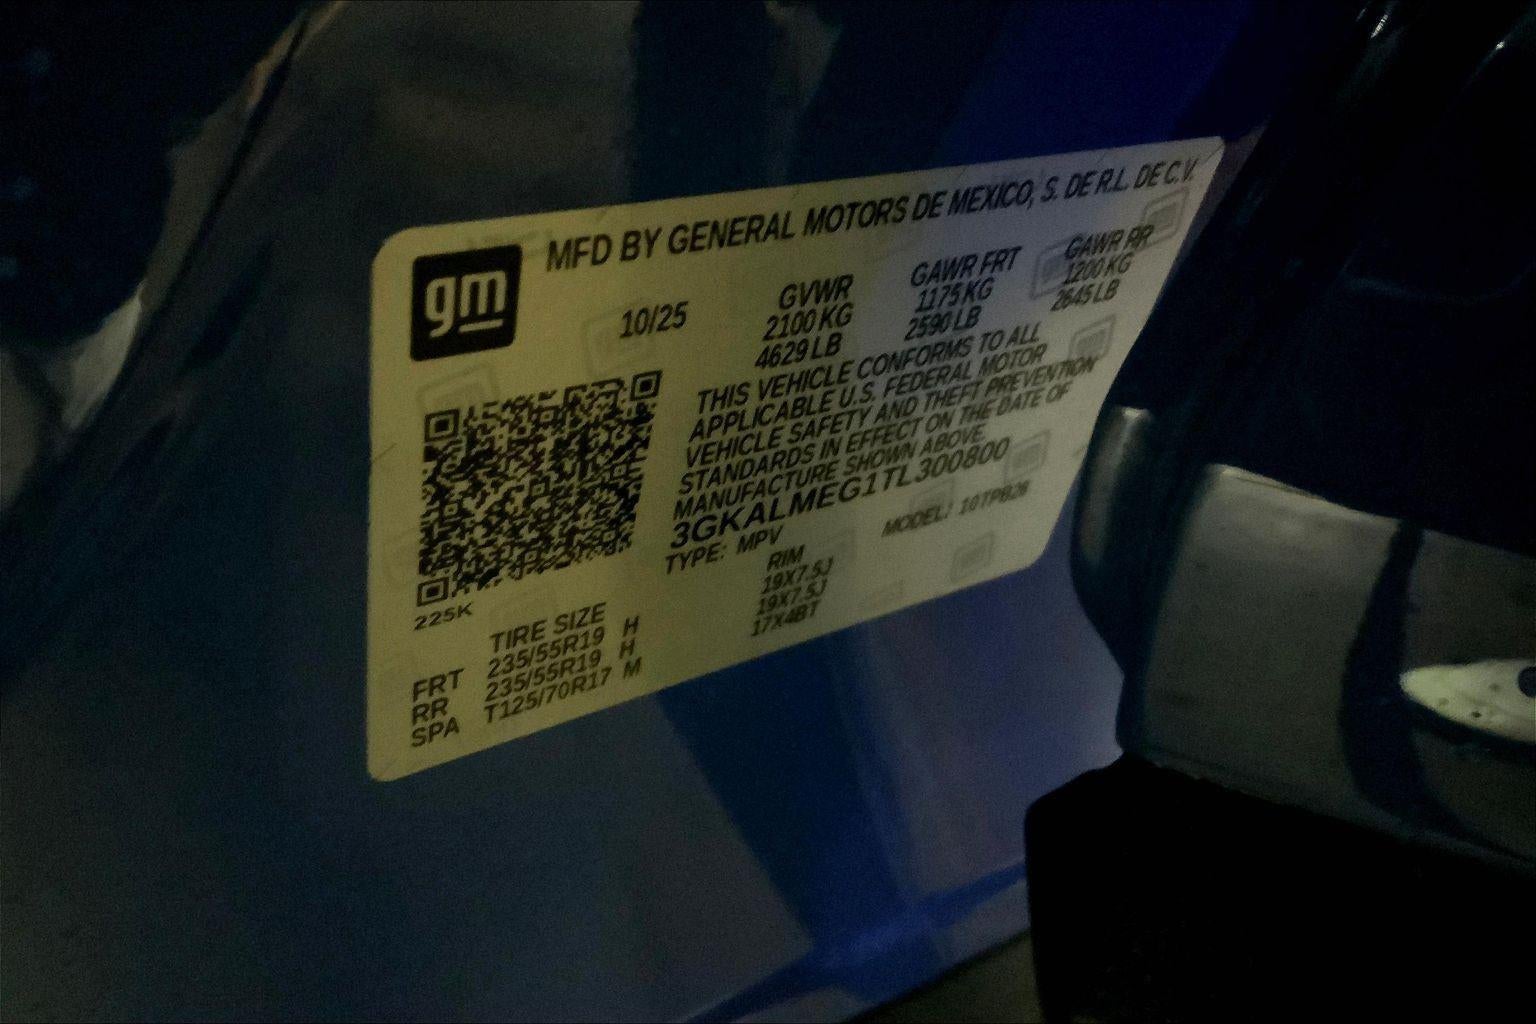 gm
MFD BY GENERAL MOTORS DE MEXICO, S. DE R.L. DE C.V.
10/25
GVWR GAWR FRT GAWR RR
2100 KG 1175 KG 1200 KG
4629 LB 2590 LB 2645 LB
THIS VEHICLE CONFORMS TO ALL
APPLICABLE U.S. FEDERAL MOTOR
VEHICLE SAFETY AND THEFT PREVENTION
STANDARDS IN EFFECT ON THE DATE OF
MANUFACTURE SHOWN ABOVE.
3GKALMEG1TL300800
TYPE: MPV MODEL: 10TPB26
225K
TIRE SIZE RIM
FRT 235/55R19 H 19X7.5J
RR 235/55R19 H 19X7.5J
SPA T125/70R17 M 17X4BT